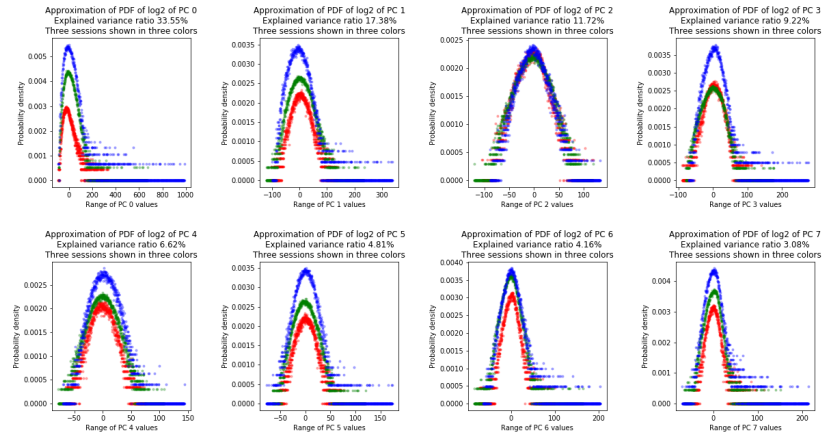 Approximation of PDF of log2 of PC 0
Explained variance ratio 33.55%
Three sessions shown in three colors
Probability density
0.005
0.004
0.003
0.002
0.001
0.000
0 200 400 600 800 1000
Range of PC 0 values
Approximation of PDF of log2 of PC 1
Explained variance ratio 17.38%
Three sessions shown in three colors
Probability density
0.0035
0.0030
0.0025
0.0020
0.0015
0.0010
0.0005
0.0000
−100 0 100 200 300
Range of PC 1 values
Approximation of PDF of log2 of PC 2
Explained variance ratio 11.72%
Three sessions shown in three colors
Probability density
0.0025
0.0020
0.0015
0.0010
0.0005
0.0000
−100 −50 0 50 100
Range of PC 2 values
Approximation of PDF of log2 of PC 3
Explained variance ratio 9.22%
Three sessions shown in three colors
Probability density
0.0035
0.0030
0.0025
0.0020
0.0015
0.0010
0.0005
0.0000
−100 0 100 200
Range of PC 3 values
Approximation of PDF of log2 of PC 4
Explained variance ratio 6.62%
Three sessions shown in three colors
Probability density
0.0025
0.0020
0.0015
0.0010
0.0005
0.0000
−50 0 50 100 150
Range of PC 4 values
Approximation of PDF of log2 of PC 5
Explained variance ratio 4.81%
Three sessions shown in three colors
Probability density
0.0035
0.0030
0.0025
0.0020
0.0015
0.0010
0.0005
0.0000
−50 0 50 100 150
Range of PC 5 values
Approximation of PDF of log2 of PC 6
Explained variance ratio 4.16%
Three sessions shown in three colors
Probability density
0.0040
0.0035
0.0030
0.0025
0.0020
0.0015
0.0010
0.0005
0.0000
0 100 200
Range of PC 6 values
Approximation of PDF of log2 of PC 7
Explained variance ratio 3.08%
Three sessions shown in three colors
Probability density
0.004
0.003
0.002
0.001
0.000
0 100 200
Range of PC 7 values